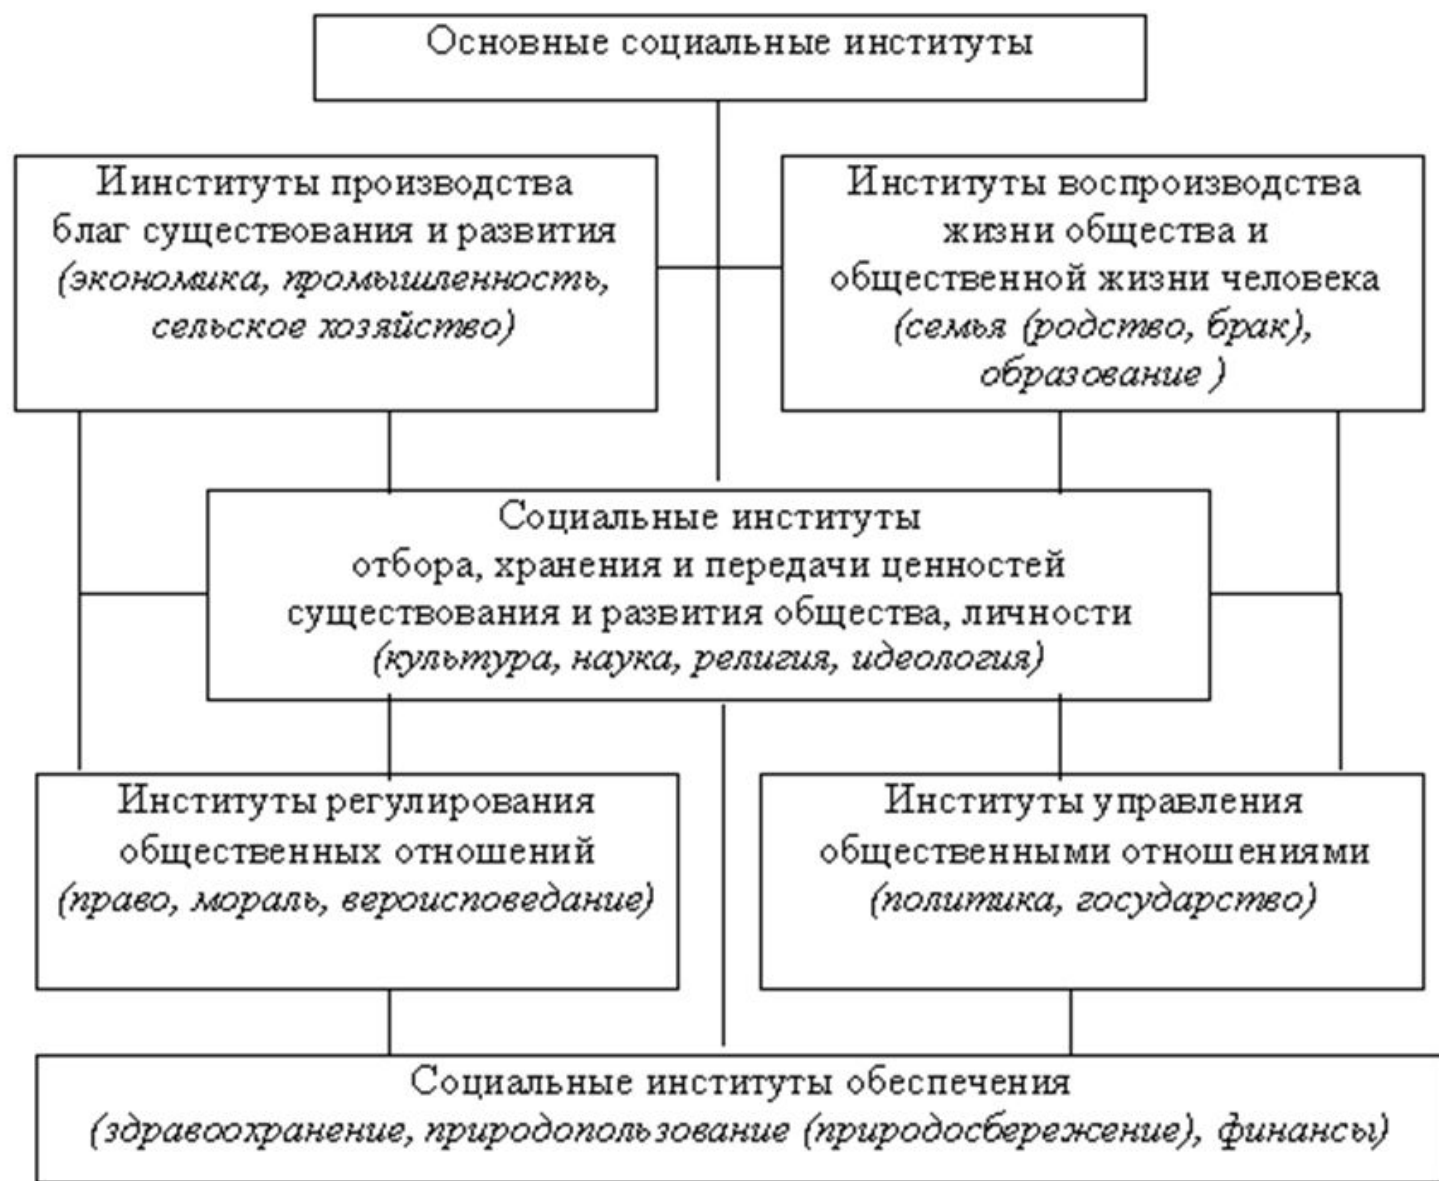 Основные социальные институты
Иинституты производства
благ существования и развития
(экономика, промышленность,
сельское хозяйство)
Институты воспроизводства
жизни общества и
общественной жизни человека
(семья (родство, брак),
образование )
Социальные институты
отбора, хранения и передачи ценностей
существования и развития общества, личности
(культура, наука, религия, идеология)
Институты регулирования
общественных отношений
(право, мораль, вероисповедание)
Институты управления
общественными отношениями
(политика, государство)
Социальные институты обеспечения
(здравоохранение, природопользование (природосбережение), финансы)